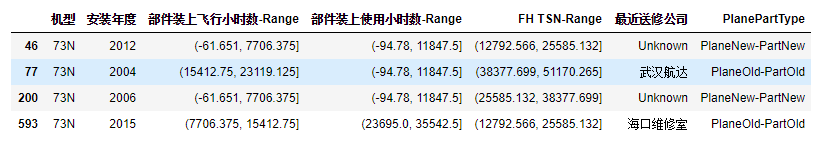 机型 安装年度 部件装上飞行小时数-Range 部件装上使用小时数-Range FH TSN-Range 最近送修公司 PlanePartType
46 73N 2012 (-61.651, 7706.375] (-94.78, 11847.5] (12792.566, 25585.132] Unknown PlaneNew-PartNew
77 73N 2004 (15412.75, 23119.125] (-94.78, 11847.5] (38377.699, 51170.265] 武汉航达 PlaneOld-PartOld
200 73N 2006 (-61.651, 7706.375] (-94.78, 11847.5] (25585.132, 38377.699] Unknown PlaneNew-PartNew
593 73N 2015 (7706.375, 15412.75] (23695.0, 35542.5] (12792.566, 25585.132] 海口维修室 PlaneOld-PartOld